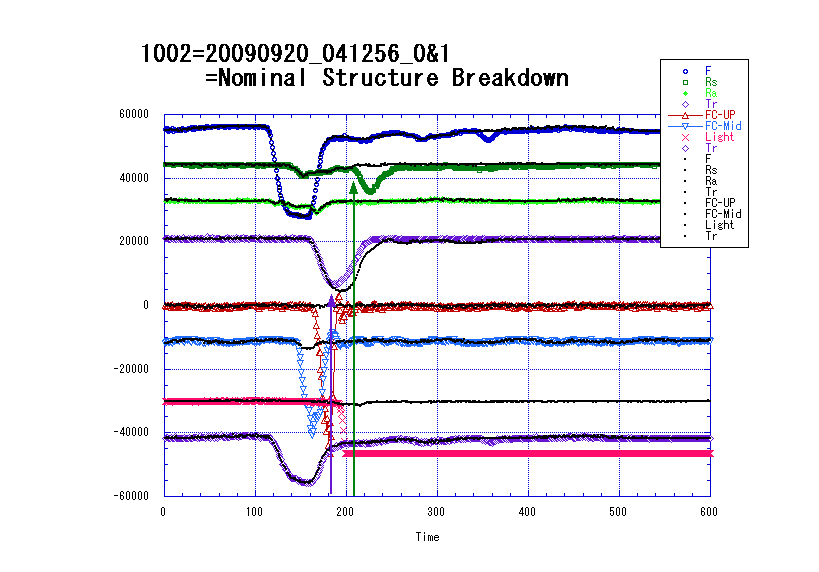 1002=20090920_041256_0&1
=Nominal Structure Breakdown
F
Rs
Ra
Tr
FC-UP
FC-Mid
Light
Tr
F
Rs
Ra
Tr
FC-UP
FC-Mid
Light
Tr
60000
40000
20000
0
-20000
-40000
-60000
0 100 200 300 400 500 600
Time